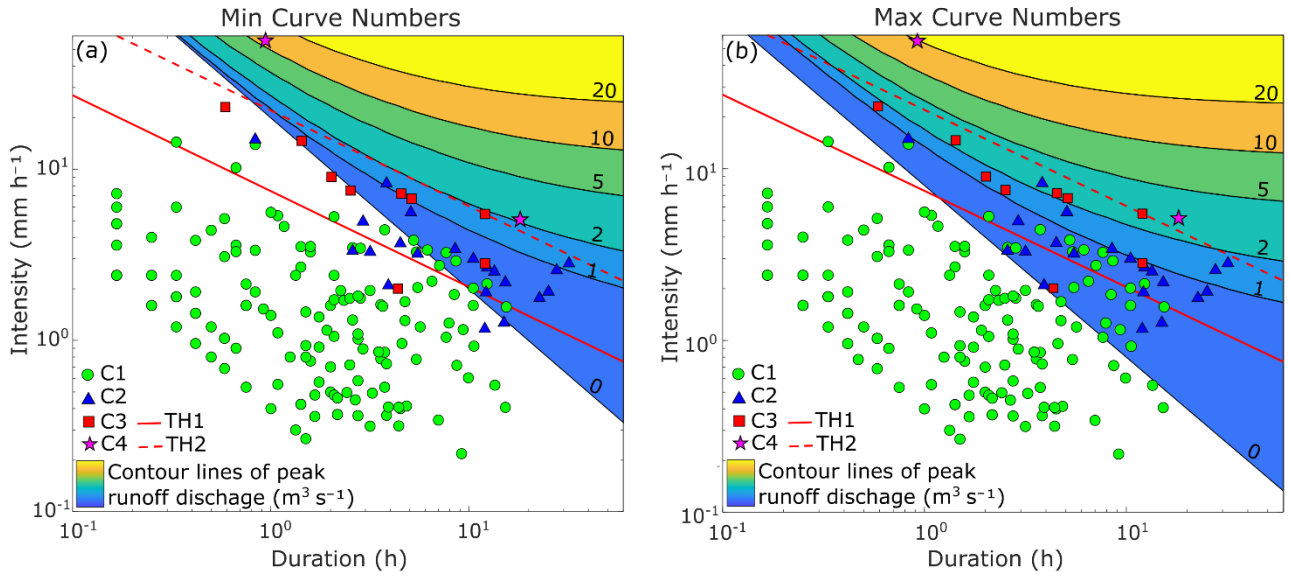 Min Curve Numbers
(a)
20
10
5
2
1
0
10¹
10⁰
10⁻¹
Intensity (mm h⁻¹)
C1
C2
C3
TH1
C4
TH2
Contour lines of peak
runoff dischage (m³ s⁻¹)
10⁻¹
10⁰
10¹
Duration (h)
Max Curve Numbers
(b)
20
10
5
2
1
0
10¹
10⁰
10⁻¹
Intensity (mm h⁻¹)
C1
C2
C3
TH1
C4
TH2
Contour lines of peak
runoff dischage (m³ s⁻¹)
10⁻¹
10⁰
10¹
Duration (h)